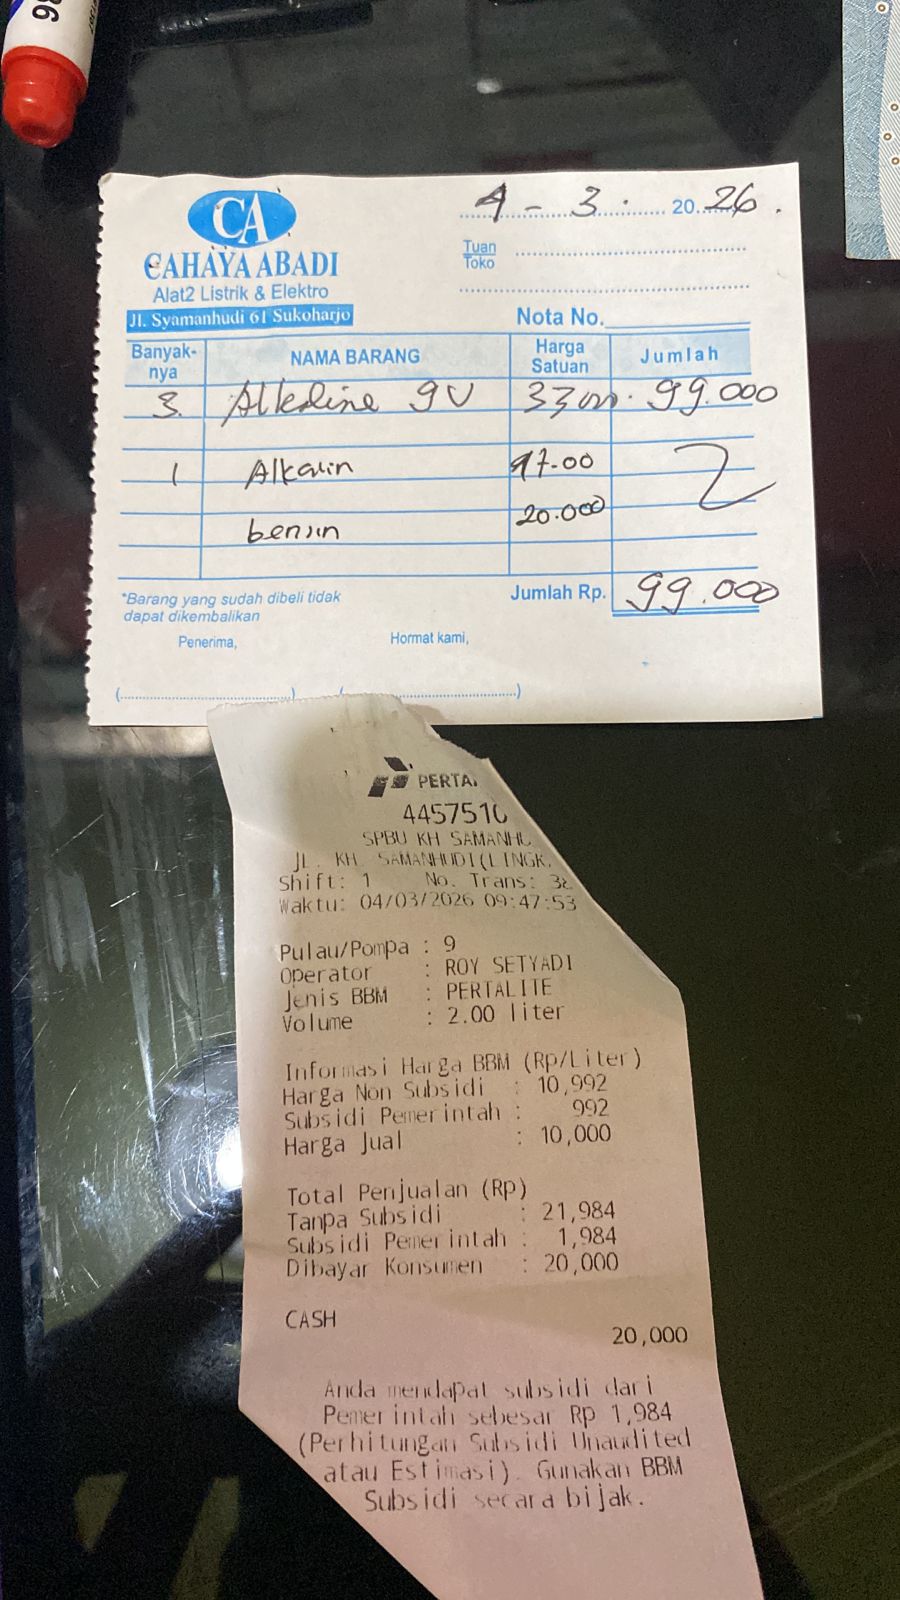 98
CA
CAHAYA ABADI
Alat2 Listrik & Elektro
Jl. Syamanhudi 61 Sukoharjo
4 - 3 . 20 26 .
Tuan
Toko
Nota No.
Banyak-nya NAMA BARANG Harga Satuan Jumlah
3. Alkaline 9V 99.000
1 Alkalin
bensin 20.000
Jumlah Rp. 99.000
*Barang yang sudah dibeli tidak
dapat dikembalikan
Penerima, Hormat kami,
PERTA
SPBU KH SAMANHU
JL. KH. SAMANHUDI(LINGK.
Shift: 1 No. Trans:
Waktu: 04/03/2026 09:47:53
Pulau/Pompa : 9
Operator : ROY SETYADI
Jenis BBM : PERTALITE
Volume : 2.00 liter
Informasi Harga BBM (Rp/Liter)
Harga Non Subsidi : 10,992
Subsidi Pemerintah : 992
Harga Jual : 10,000
Total Penjualan (Rp)
Tanpa Subsidi : 21,984
Subsidi Pemerintah : 1,984
Dibayar Konsumen : 20,000
CASH
20,000
Anda mendapat subsidi dari
Pemerintah sebesar Rp 1,984
(Perhitungan Subsidi Unaudited
atau Estimasi). Gunakan BBM
Subsidi secara bijak.